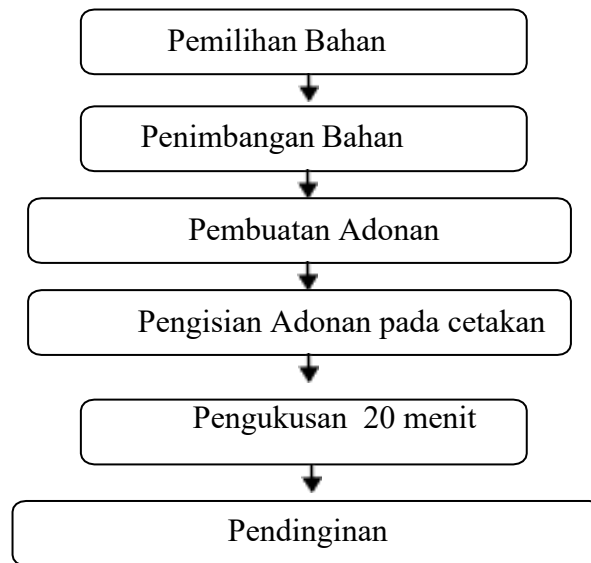 Pemilihan Bahan
Penimbangan Bahan
Pembuatan Adonan
Pengisian Adonan pada cetakan
Pengukusan 20 menit
Pendinginan